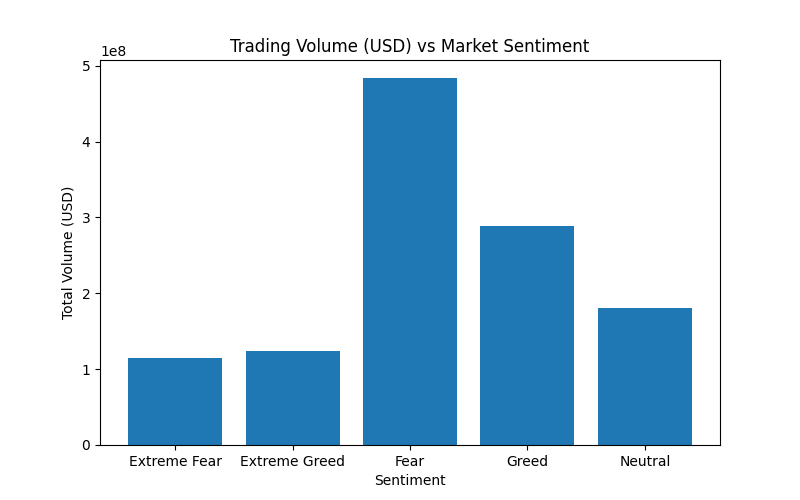 Trading Volume (USD) vs Market Sentiment
1e8
5
4
3
2
1
0
Total Volume (USD)
Extreme Fear Extreme Greed Fear Greed Neutral
Sentiment